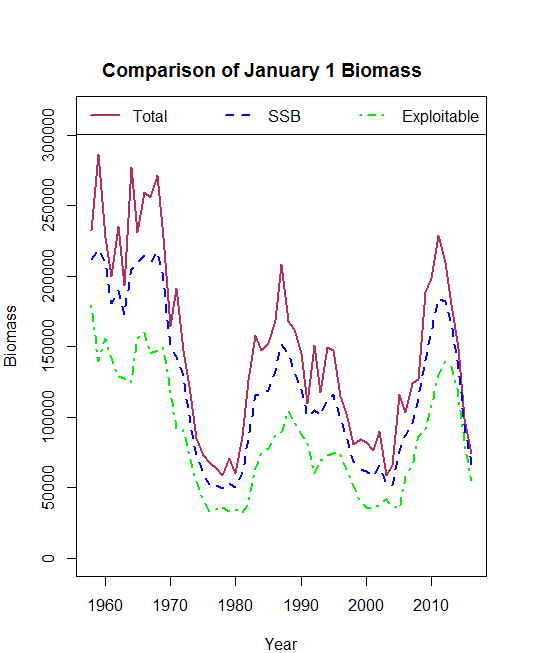 Comparison of January 1 Biomass
Total SSB Exploitable
300000
250000
200000
150000
100000
50000
0
Biomass
1960 1970 1980 1990 2000 2010
Year